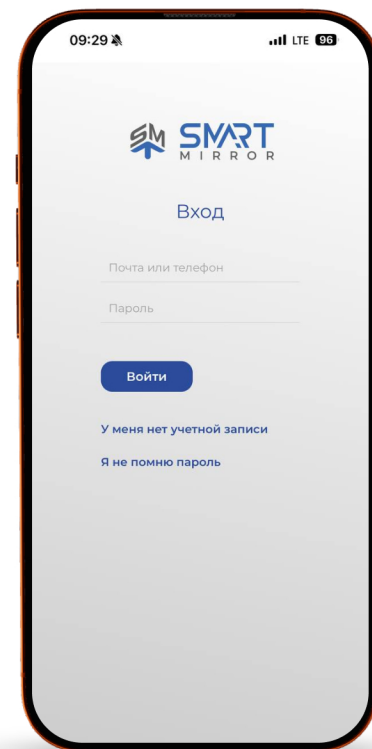 09:29 LTE 96
SM SMART
MIRROR
Вход
Почта или телефон
Пароль
Войти
У меня нет учетной записи
Я не помню пароль